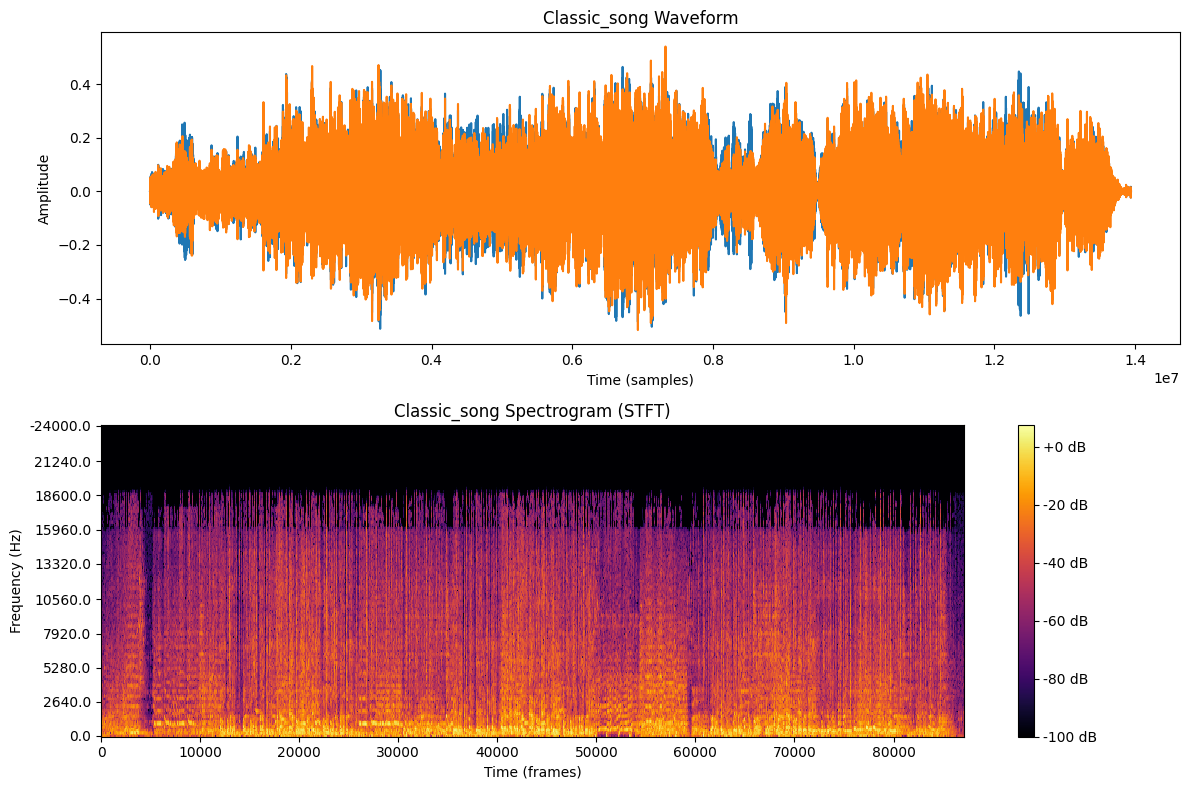 Classic_song Waveform
0.4
0.2
0.0
−0.2
−0.4
Amplitude
0.0 0.2 0.4 0.6 0.8 1.0 1.2 1.4
1e7
Time (samples)
Classic_song Spectrogram (STFT)
-24000.0
21240.0
18600.0
15960.0
13320.0
10560.0
7920.0
5280.0
2640.0
0.0
Frequency (Hz)
0 10000 20000 30000 40000 50000 60000 70000 80000
Time (frames)
+0 dB
-20 dB
-40 dB
-60 dB
-80 dB
-100 dB